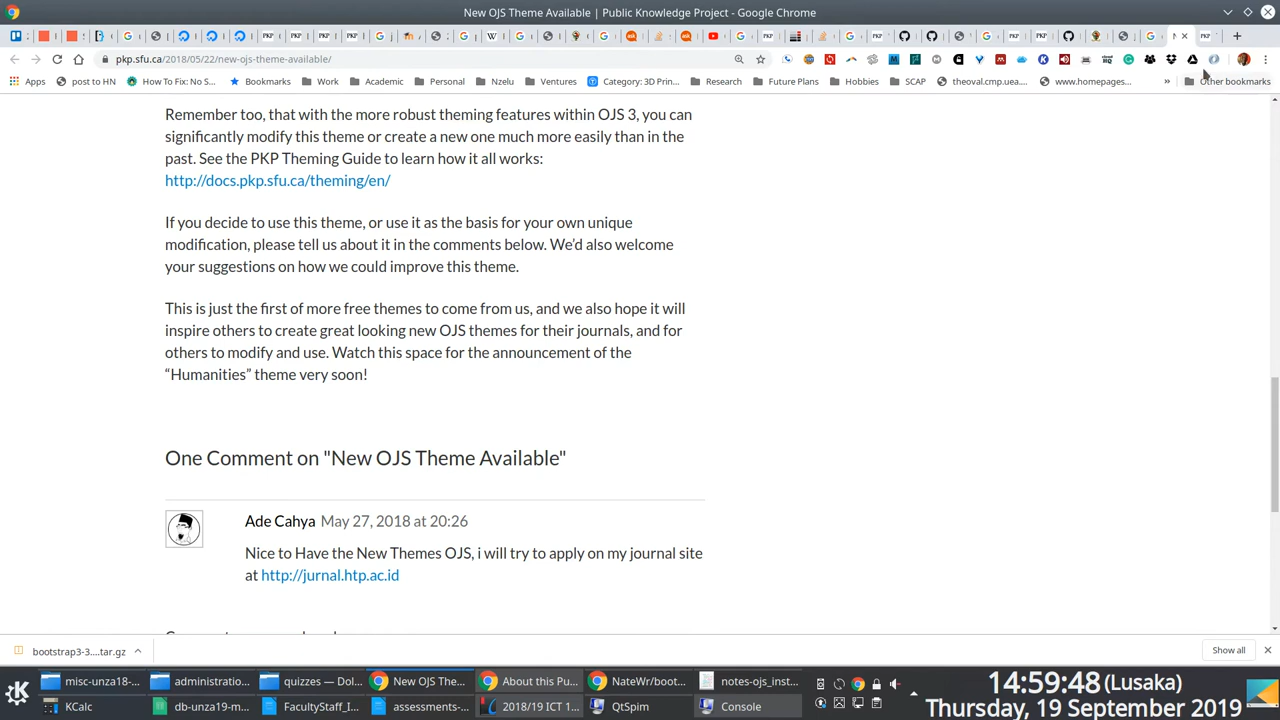 New OJS Theme Available | Public Knowledge Project - Google Chrome
pkp.sfu.ca/2018/05/22/new-ojs-theme-available/
Apps post to HN How To Fix: No S... Bookmarks Work Academic Personal Nzelu Ventures Category: 3D Prin... Research Future Plans Hobbies SCAP theoval.cmp.uea.... www.homepages... » Other bookmarks
Remember too, that with the more robust theming features within OJS 3, you can
significantly modify this theme or create a new one much more easily than in the
past. See the PKP Theming Guide to learn how it all works:
http://docs.pkp.sfu.ca/theming/en/
If you decide to use this theme, or use it as the basis for your own unique
modification, please tell us about it in the comments below. We’d also welcome
your suggestions on how we could improve this theme.
This is just the first of more free themes to come from us, and we also hope it will
inspire others to create great looking new OJS themes for their journals, and for
others to modify and use. Watch this space for the announcement of the
“Humanities” theme very soon!
One Comment on "New OJS Theme Available"
Ade Cahya May 27, 2018 at 20:26
Nice to Have the New Themes OJS, i will try to apply on my journal site
at http://jurnal.htp.ac.id
bootstrap3-3....tar.gz Show all
misc-unza18-... administratio... quizzes — Dol... New OJS The... About this Pu... NateWr/boot... notes-ojs_inst...
KCalc db-unza19-m... FacultyStaff_I... assessments-... 2018/19 ICT 1... QtSpim Console
14:59:48 (Lusaka)
Thursday, 19 September 2019